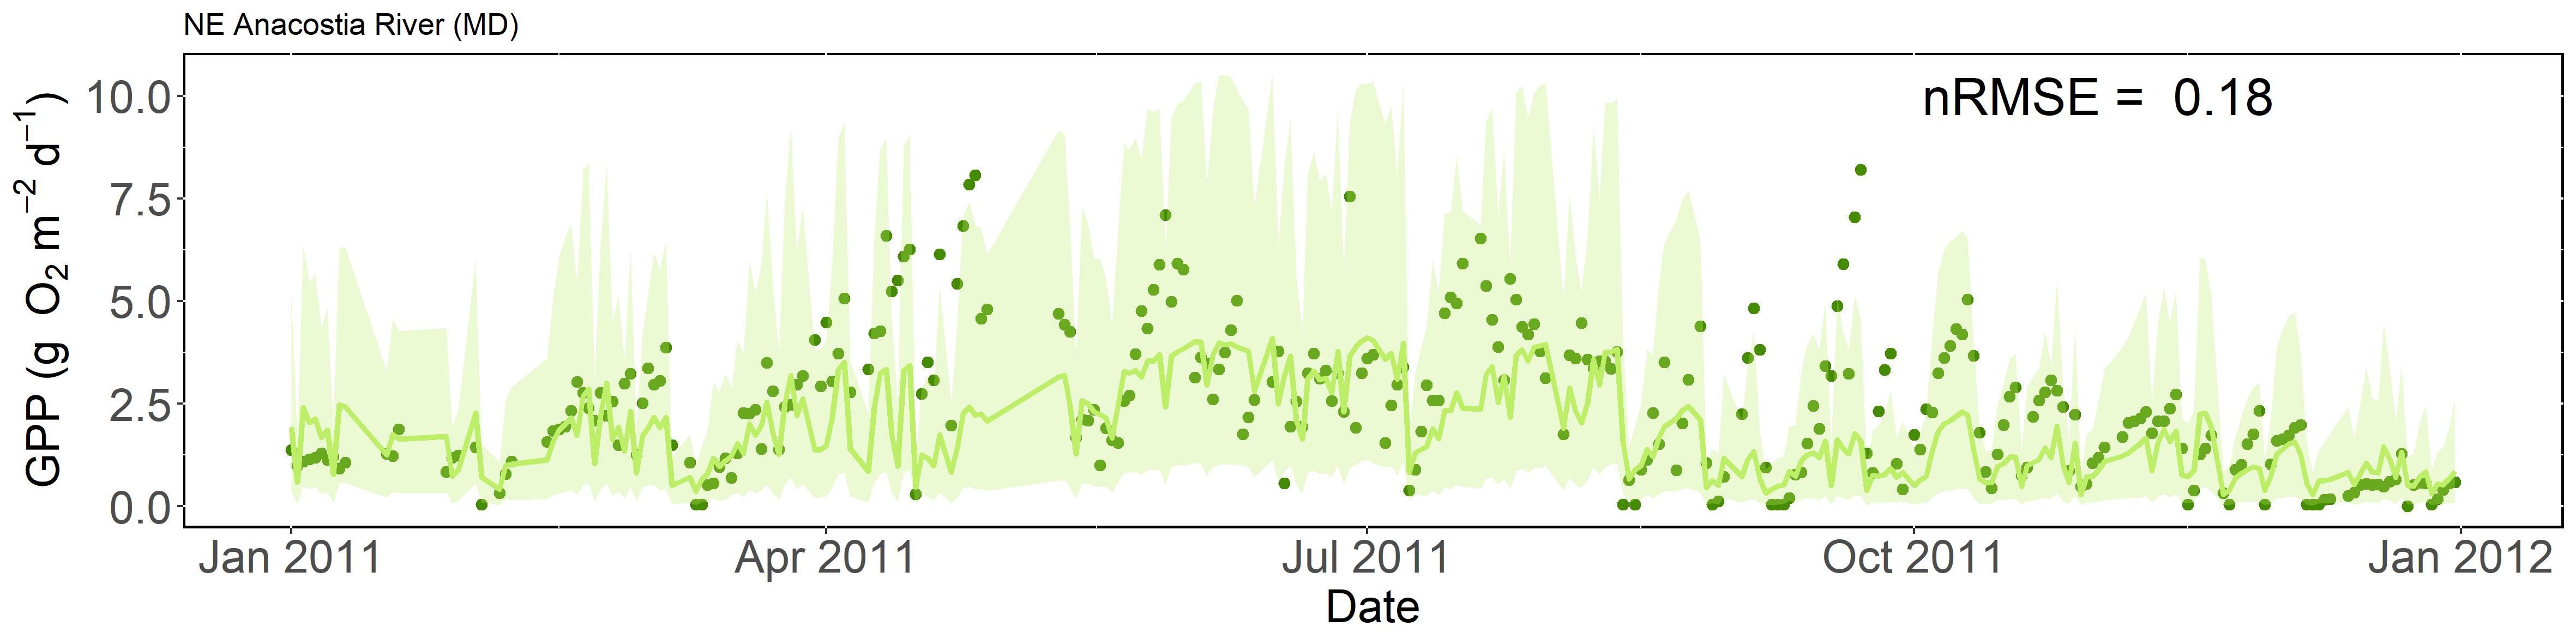 NE Anacostia River (MD)
nRMSE = 0.18
GPP (g O₂ m⁻² d⁻¹)
10.0
7.5
5.0
2.5
0.0
Jan 2011 Apr 2011 Jul 2011 Oct 2011 Jan 2012
Date